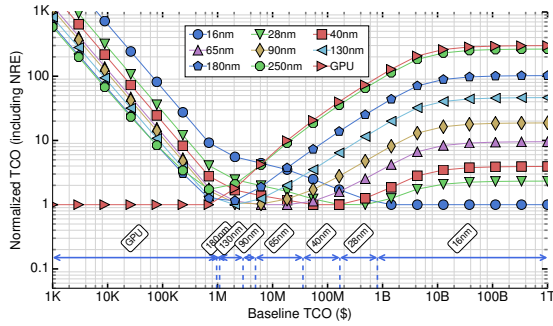 1K
100
10
1
0.1
Normalized TCO (including NRE)
16nm 28nm 40nm
65nm 90nm 130nm
180nm 250nm GPU
GPU 180nm 130nm 90nm 65nm 40nm 28nm 16nm
1K 10K 100K 1M 10M 100M 1B 10B 100B 1T
Baseline TCO ($)